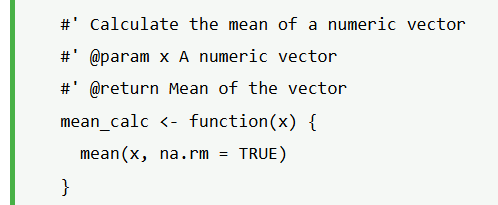 #' Calculate the mean of a numeric vector
#' @param x A numeric vector
#' @return Mean of the vector
mean_calc <- function(x) {
  mean(x, na.rm = TRUE)
}